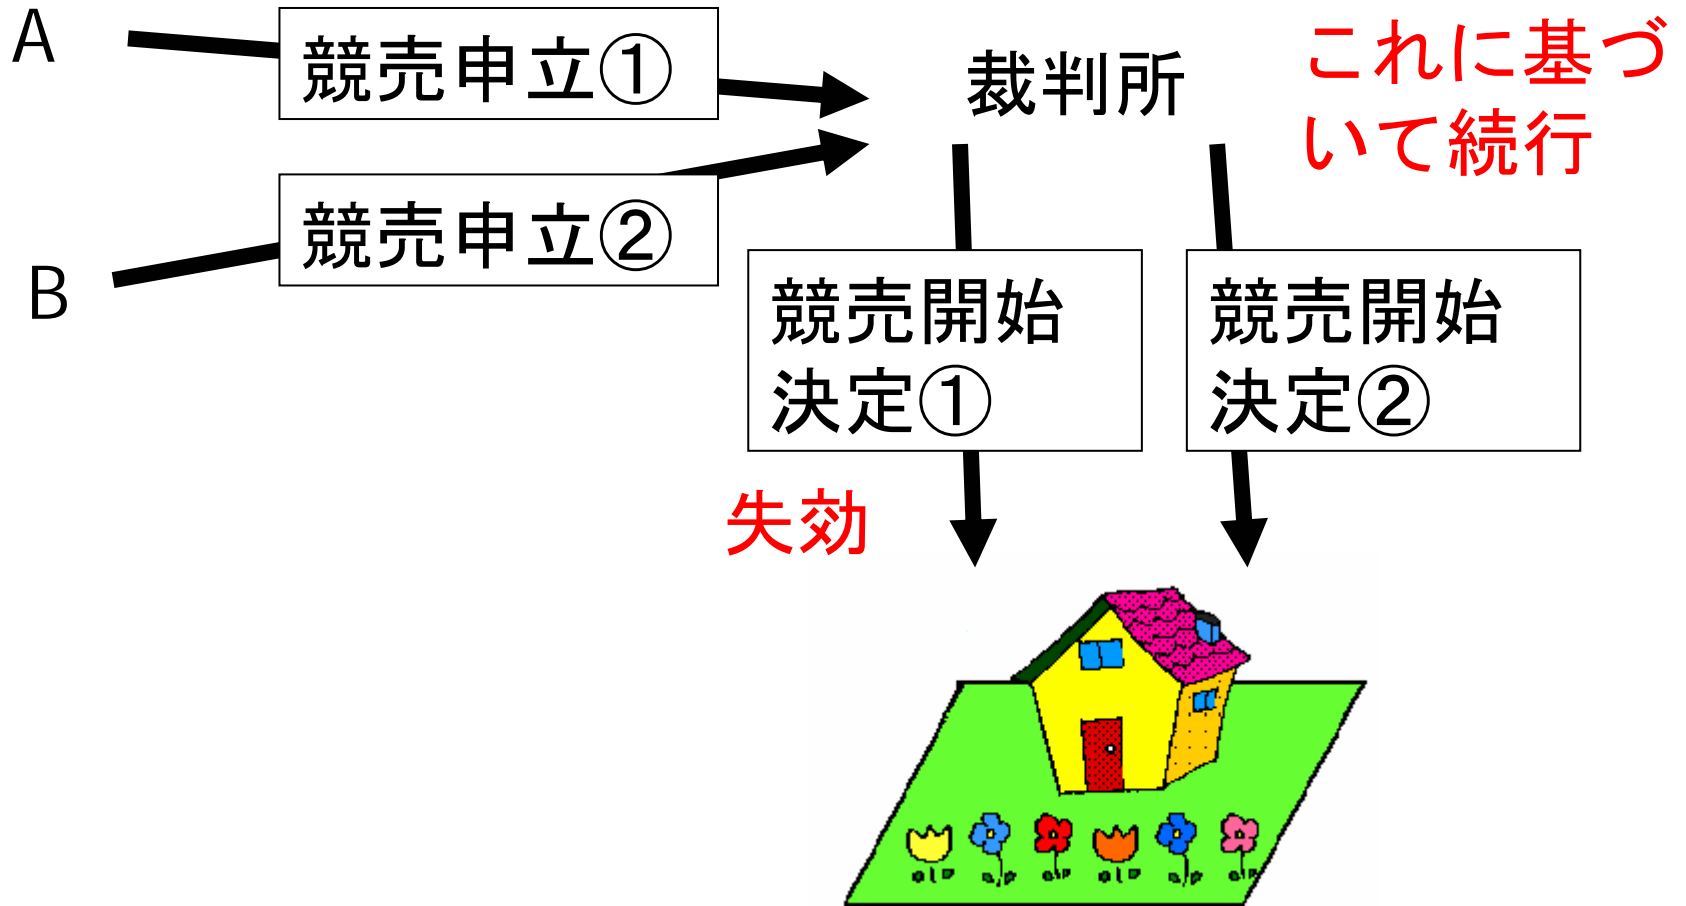 A
競売申立①
裁判所
これに基づ
いて続行
競売申立②
B
競売開始
決定①
競売開始
決定②
失効